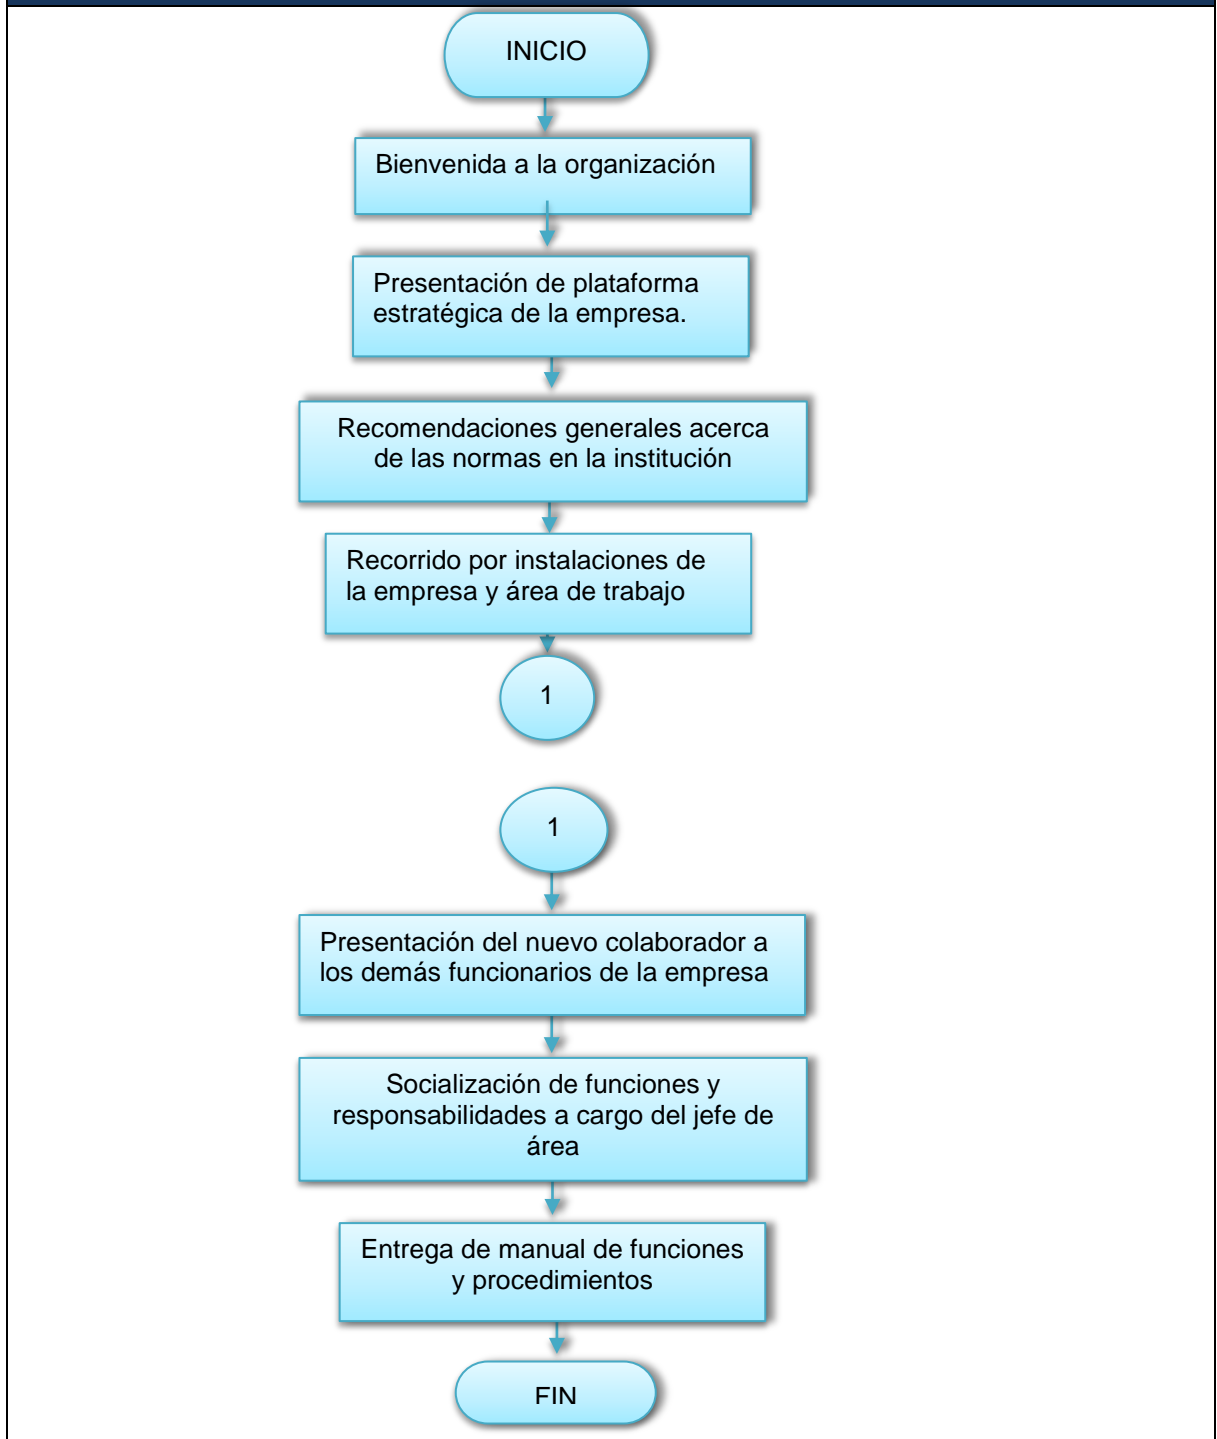 INICIO
Bienvenida a la organización
Presentación de plataforma
estratégica de la empresa.
Recomendaciones generales acerca
de las normas en la institución
Recorrido por instalaciones de
la empresa y área de trabajo
1
1
Presentación del nuevo colaborador a
los demás funcionarios de la empresa
Socialización de funciones y
responsabilidades a cargo del jefe de
área
Entrega de manual de funciones
y procedimientos
FIN